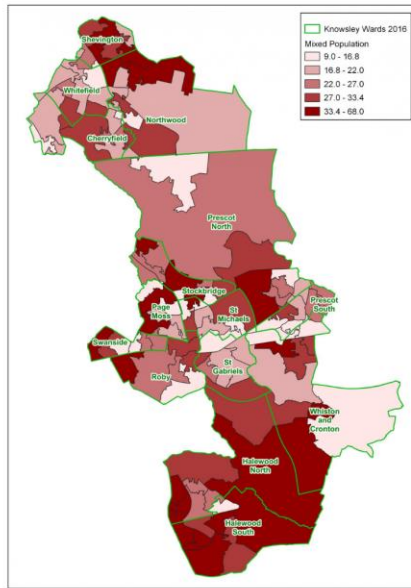 Knowsley Wards 2016
Mixed Population
9.0 - 16.8
16.8 - 22.0
22.0 - 27.0
27.0 - 33.4
33.4 - 68.0
Shevington
Whitefield
Northwood
Cherryfield
Prescot
North
Stockbridge
Page
Moss
St
Michaels
Prescot
South
Swanside
Roby
St
Gabriels
Whiston
and
Cronton
Halewood
North
Halewood
South